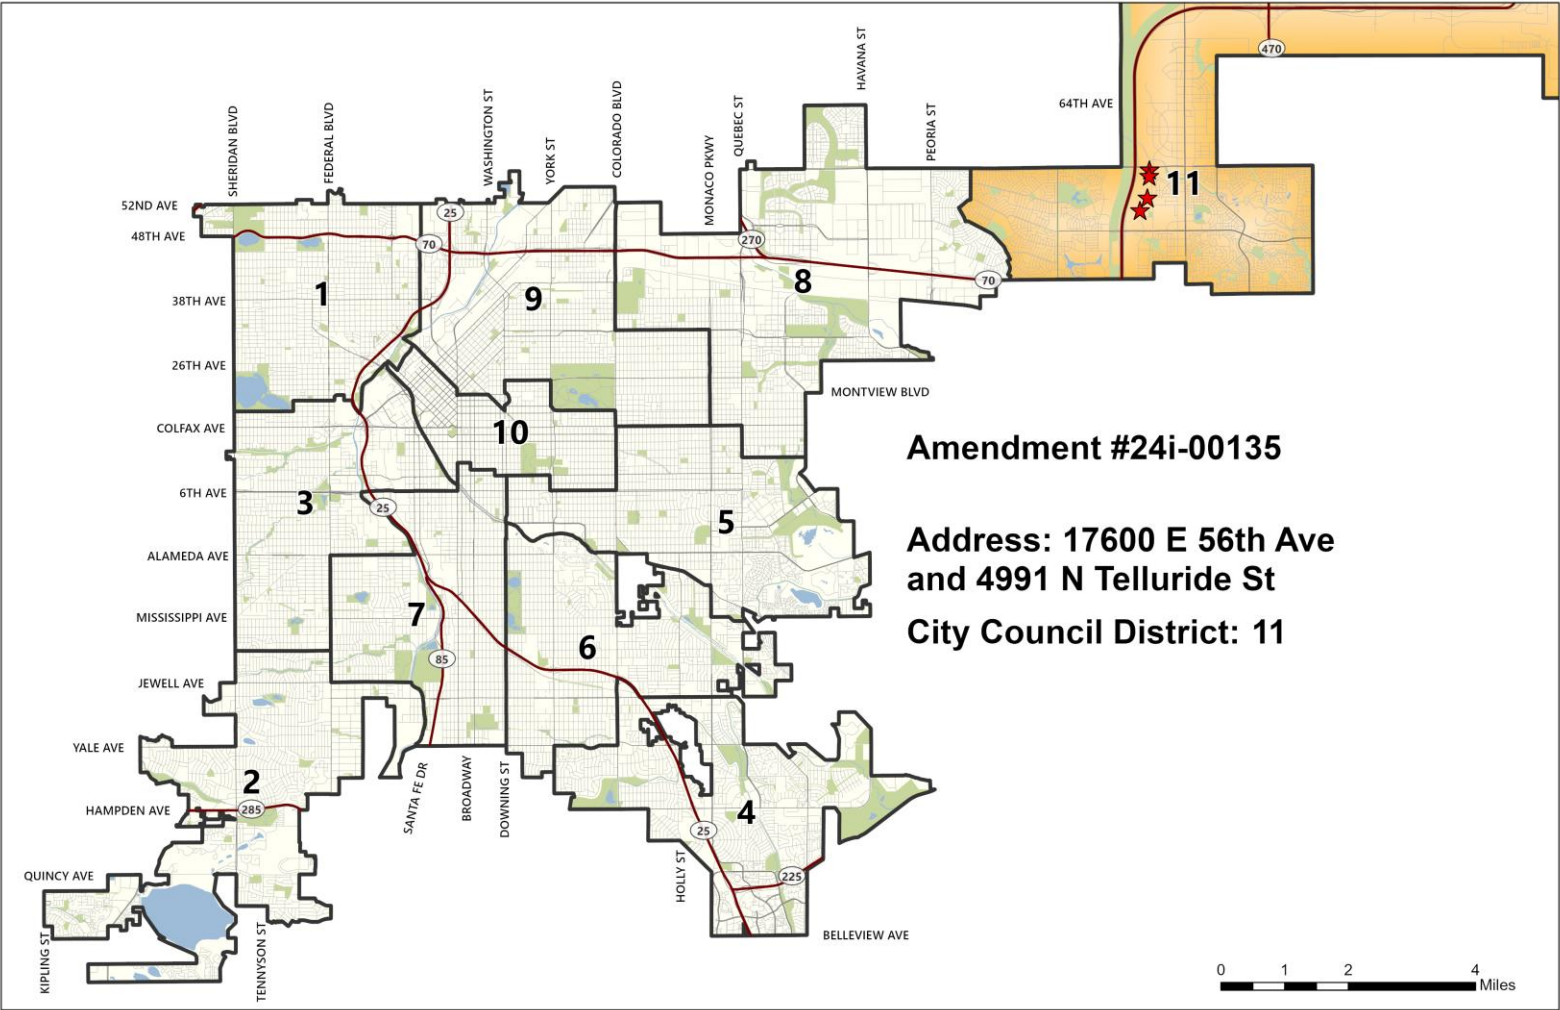 HAVANA ST
470
64TH AVE
SHERIDAN BLVD
FEDERAL BLVD
WASHINGTON ST
YORK ST
COLORADO BLVD
MONACO PKWY
QUEBEC ST
PEORIA ST
11
52ND AVE
25
48TH AVE
70
270
70
1
9
8
38TH AVE
26TH AVE
MONTVIEW BLVD
COLFAX AVE
10
Amendment #24i-00135
6TH AVE
3
25
5
Address: 17600 E 56th Ave
and 4991 N Telluride St
ALAMEDA AVE
MISSISSIPPI AVE
7
City Council District: 11
6
85
JEWELL AVE
YALE AVE
2
HAMPDEN AVE
285
SANTA FE DR
BROADWAY
DOWNING ST
4
25
QUINCY AVE
HOLLY ST
225
BELLEVIEW AVE
KIPLING ST
TENNYSON ST
0 1 2 4
Miles